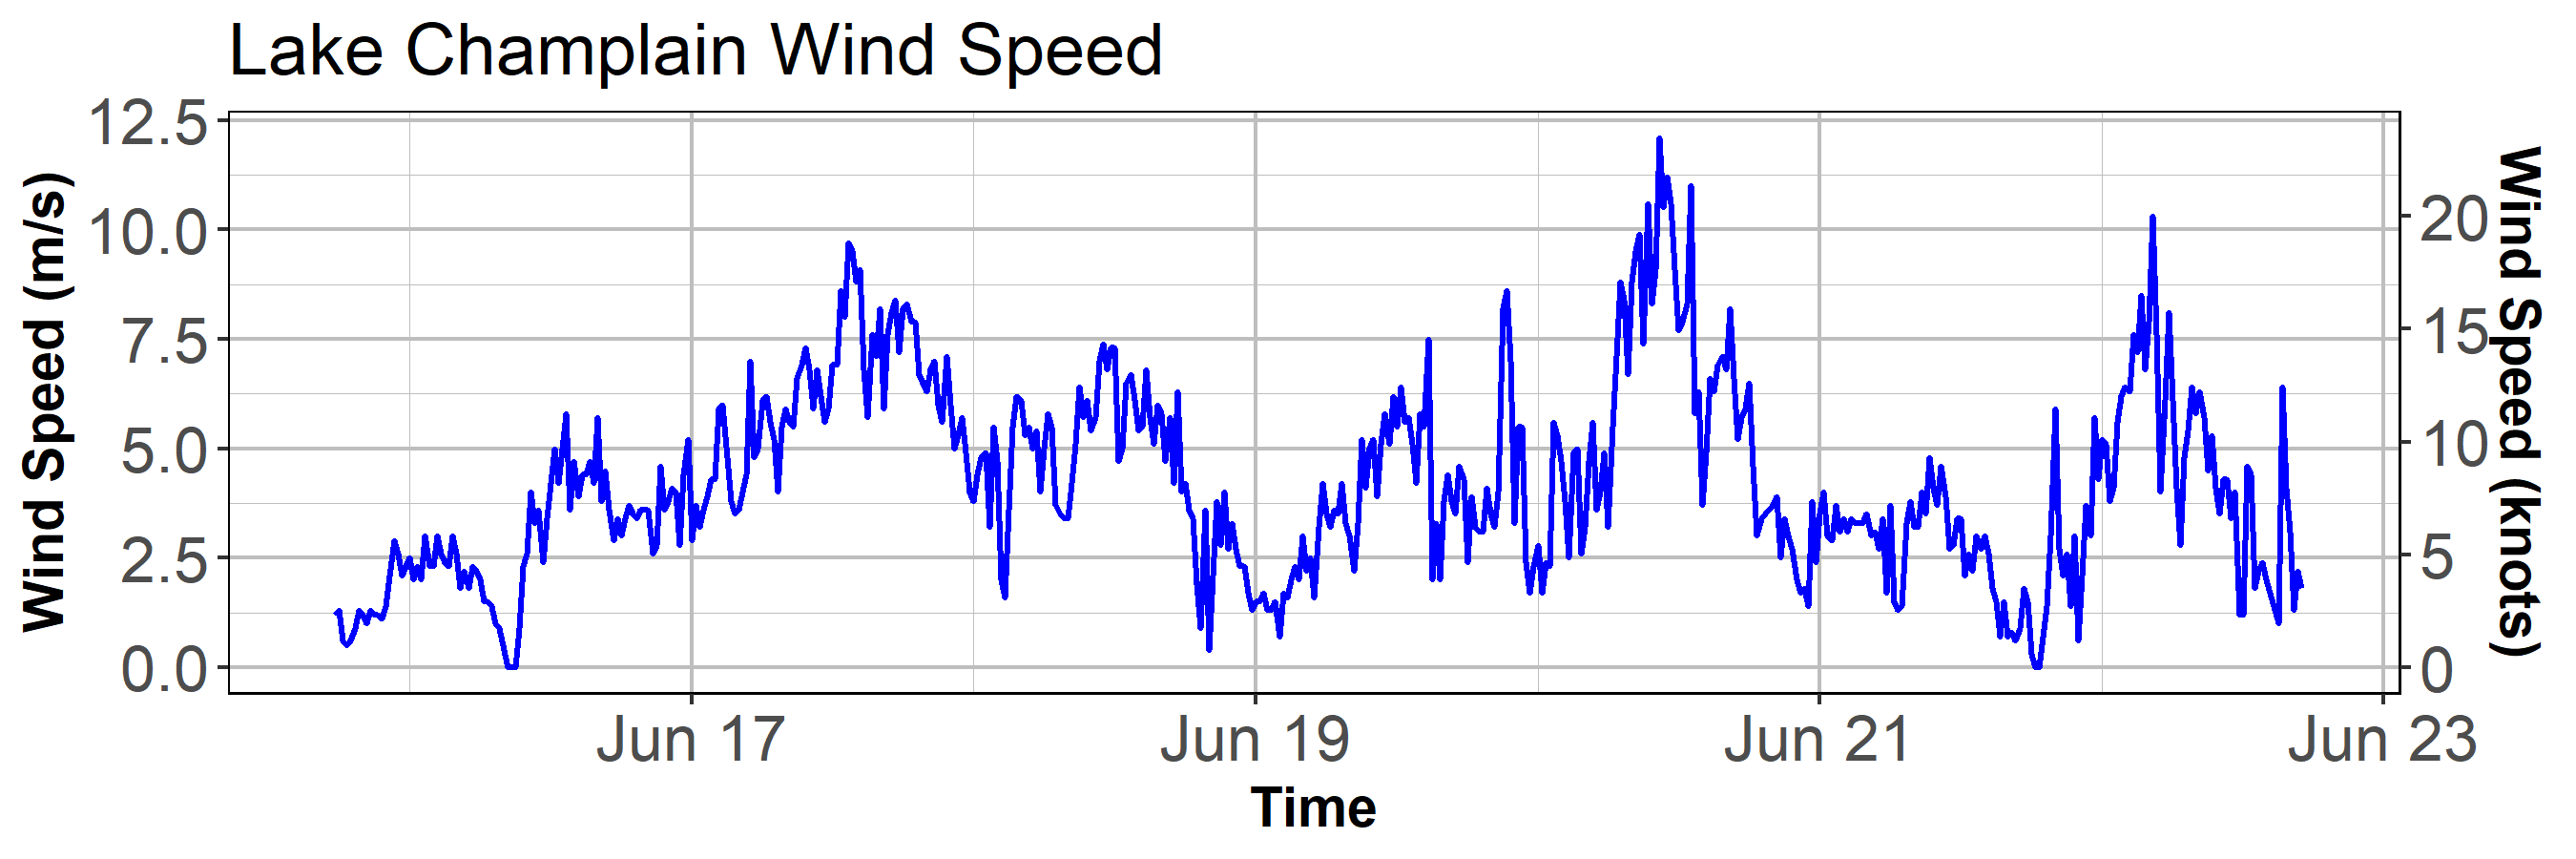 Lake Champlain Wind Speed
12.5
10.0
7.5
5.0
2.5
0.0
Wind Speed (m/s)
20
15
10
5
0
Wind Speed (knots)
Jun 17
Jun 19
Jun 21
Jun 23
Time